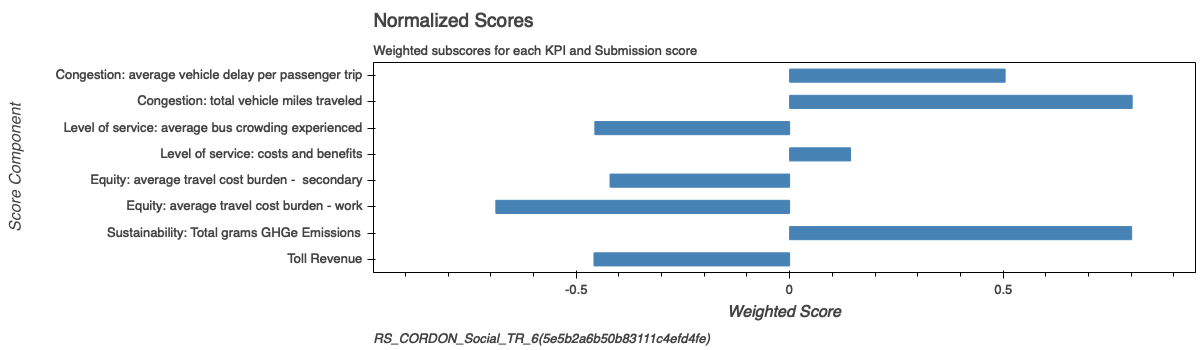 Normalized Scores
Weighted subscores for each KPI and Submission score
Score Component
Congestion: average vehicle delay per passenger trip
Congestion: total vehicle miles traveled
Level of service: average bus crowding experienced
Level of service: costs and benefits
Equity: average travel cost burden -  secondary
Equity: average travel cost burden - work
Sustainability: Total grams GHGe Emissions
Toll Revenue
-0.5 0 0.5
Weighted Score
RS_CORDON_Social_TR_6(5e5b2a6b50b83111c4efd4fe)